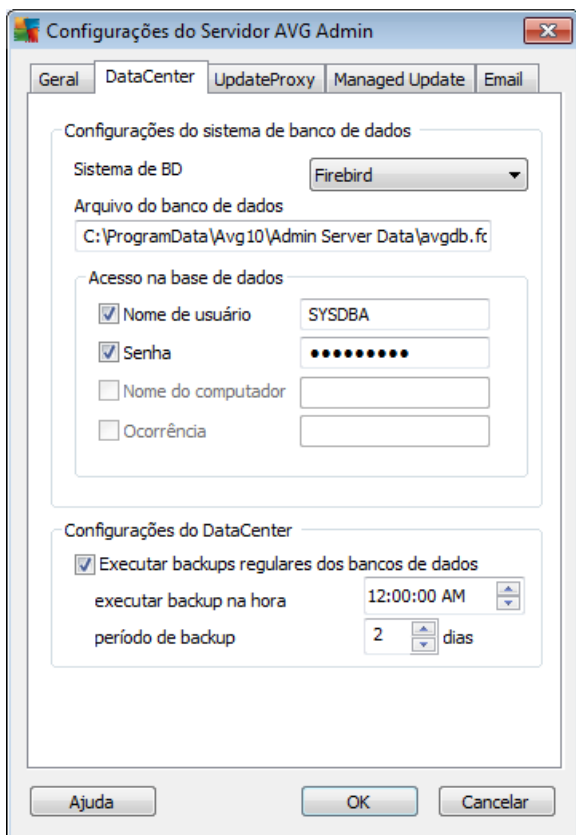 Configurações do Servidor AVG Admin
Geral DataCenter UpdateProxy Managed Update Email
Configurações do sistema de banco de dados
Sistema de BD Firebird
Arquivo do banco de dados
C:\ProgramData\Avg10\Admin Server Data\avgdb.fc
Acesso na base de dados
Nome de usuário SYSDBA
Senha •••••••••
Nome do computador
Ocorrência
Configurações do DataCenter
Executar backups regulares dos bancos de dados
executar backup na hora 12:00:00 AM
período de backup 2 dias
Ajuda OK Cancelar